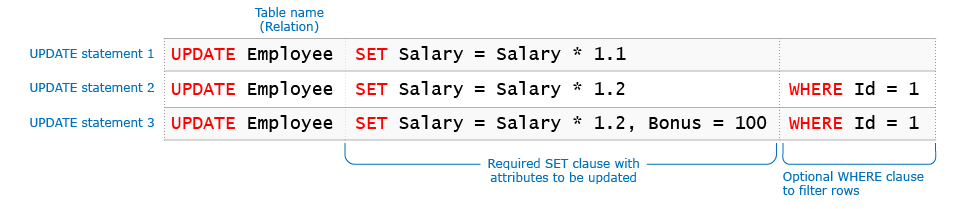 Table name
(Relation)
UPDATE statement 1 UPDATE Employee SET Salary = Salary * 1.1
UPDATE statement 2 UPDATE Employee SET Salary = Salary * 1.2 WHERE Id = 1
UPDATE statement 3 UPDATE Employee SET Salary = Salary * 1.2, Bonus = 100 WHERE Id = 1
Required SET clause with
attributes to be updated
Optional WHERE clause
to filter rows